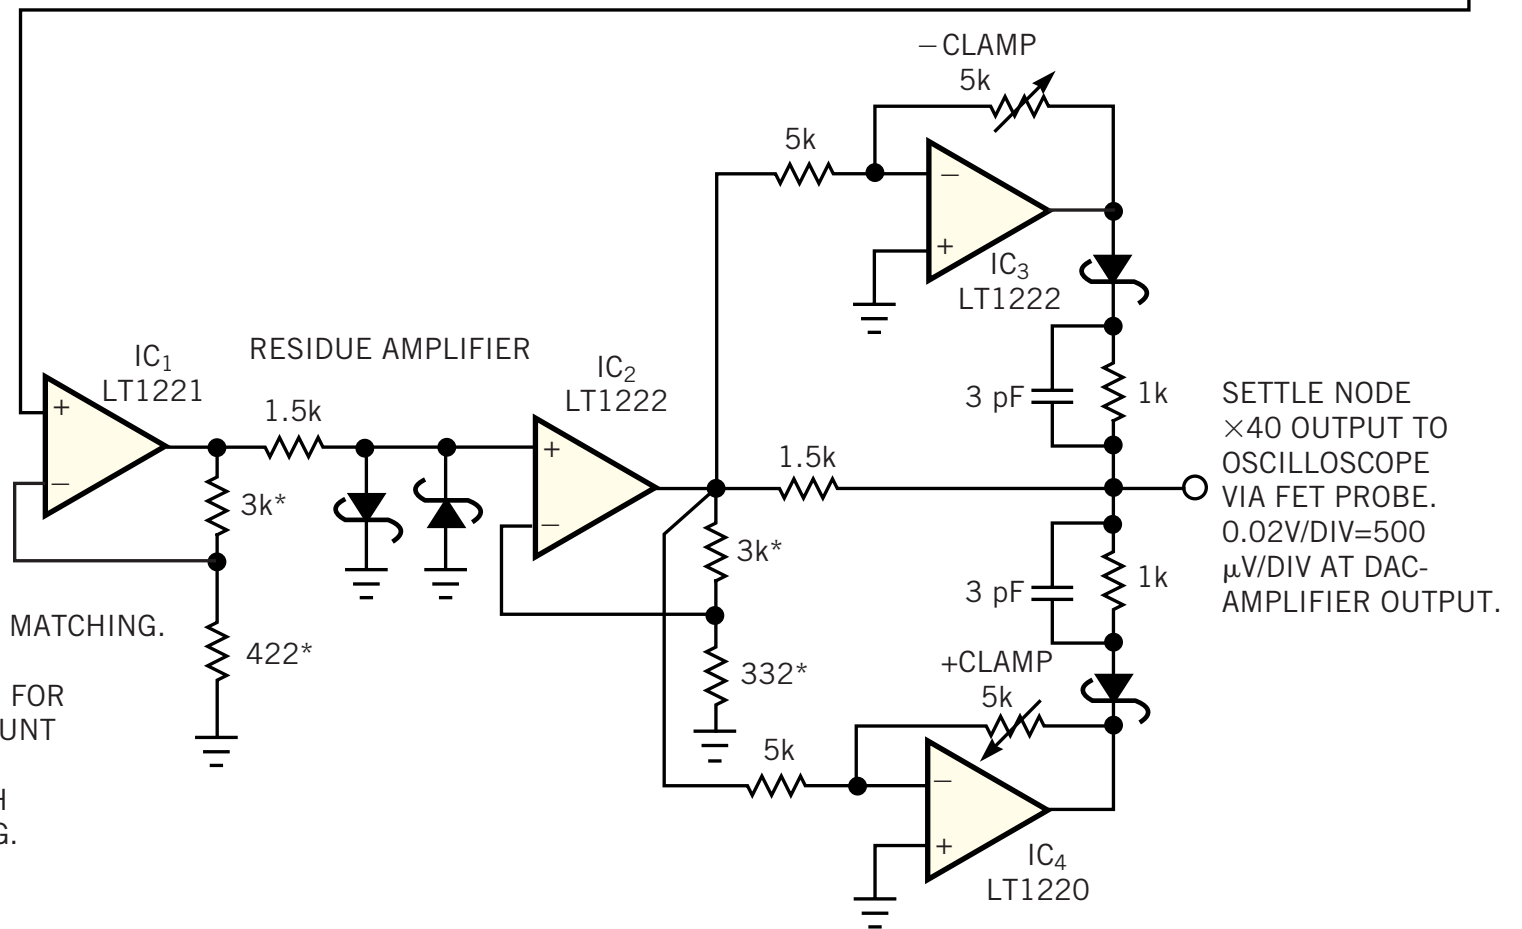 −CLAMP
5k
5k
−
+
IC3
LT1222
IC1
LT1221
RESIDUE AMPLIFIER
IC2
LT1222
+
−
1.5k
3k*
422*
+
−
3k*
332*
1.5k
3 pF
1k
3 pF
1k
SETTLE NODE
×40 OUTPUT TO
OSCILLOSCOPE
VIA FET PROBE.
0.02V/DIV=500
µV/DIV AT DAC-
AMPLIFIER OUTPUT.
MATCHING.
FOR
UNT
G.
+CLAMP
5k
5k
−
+
IC4
LT1220